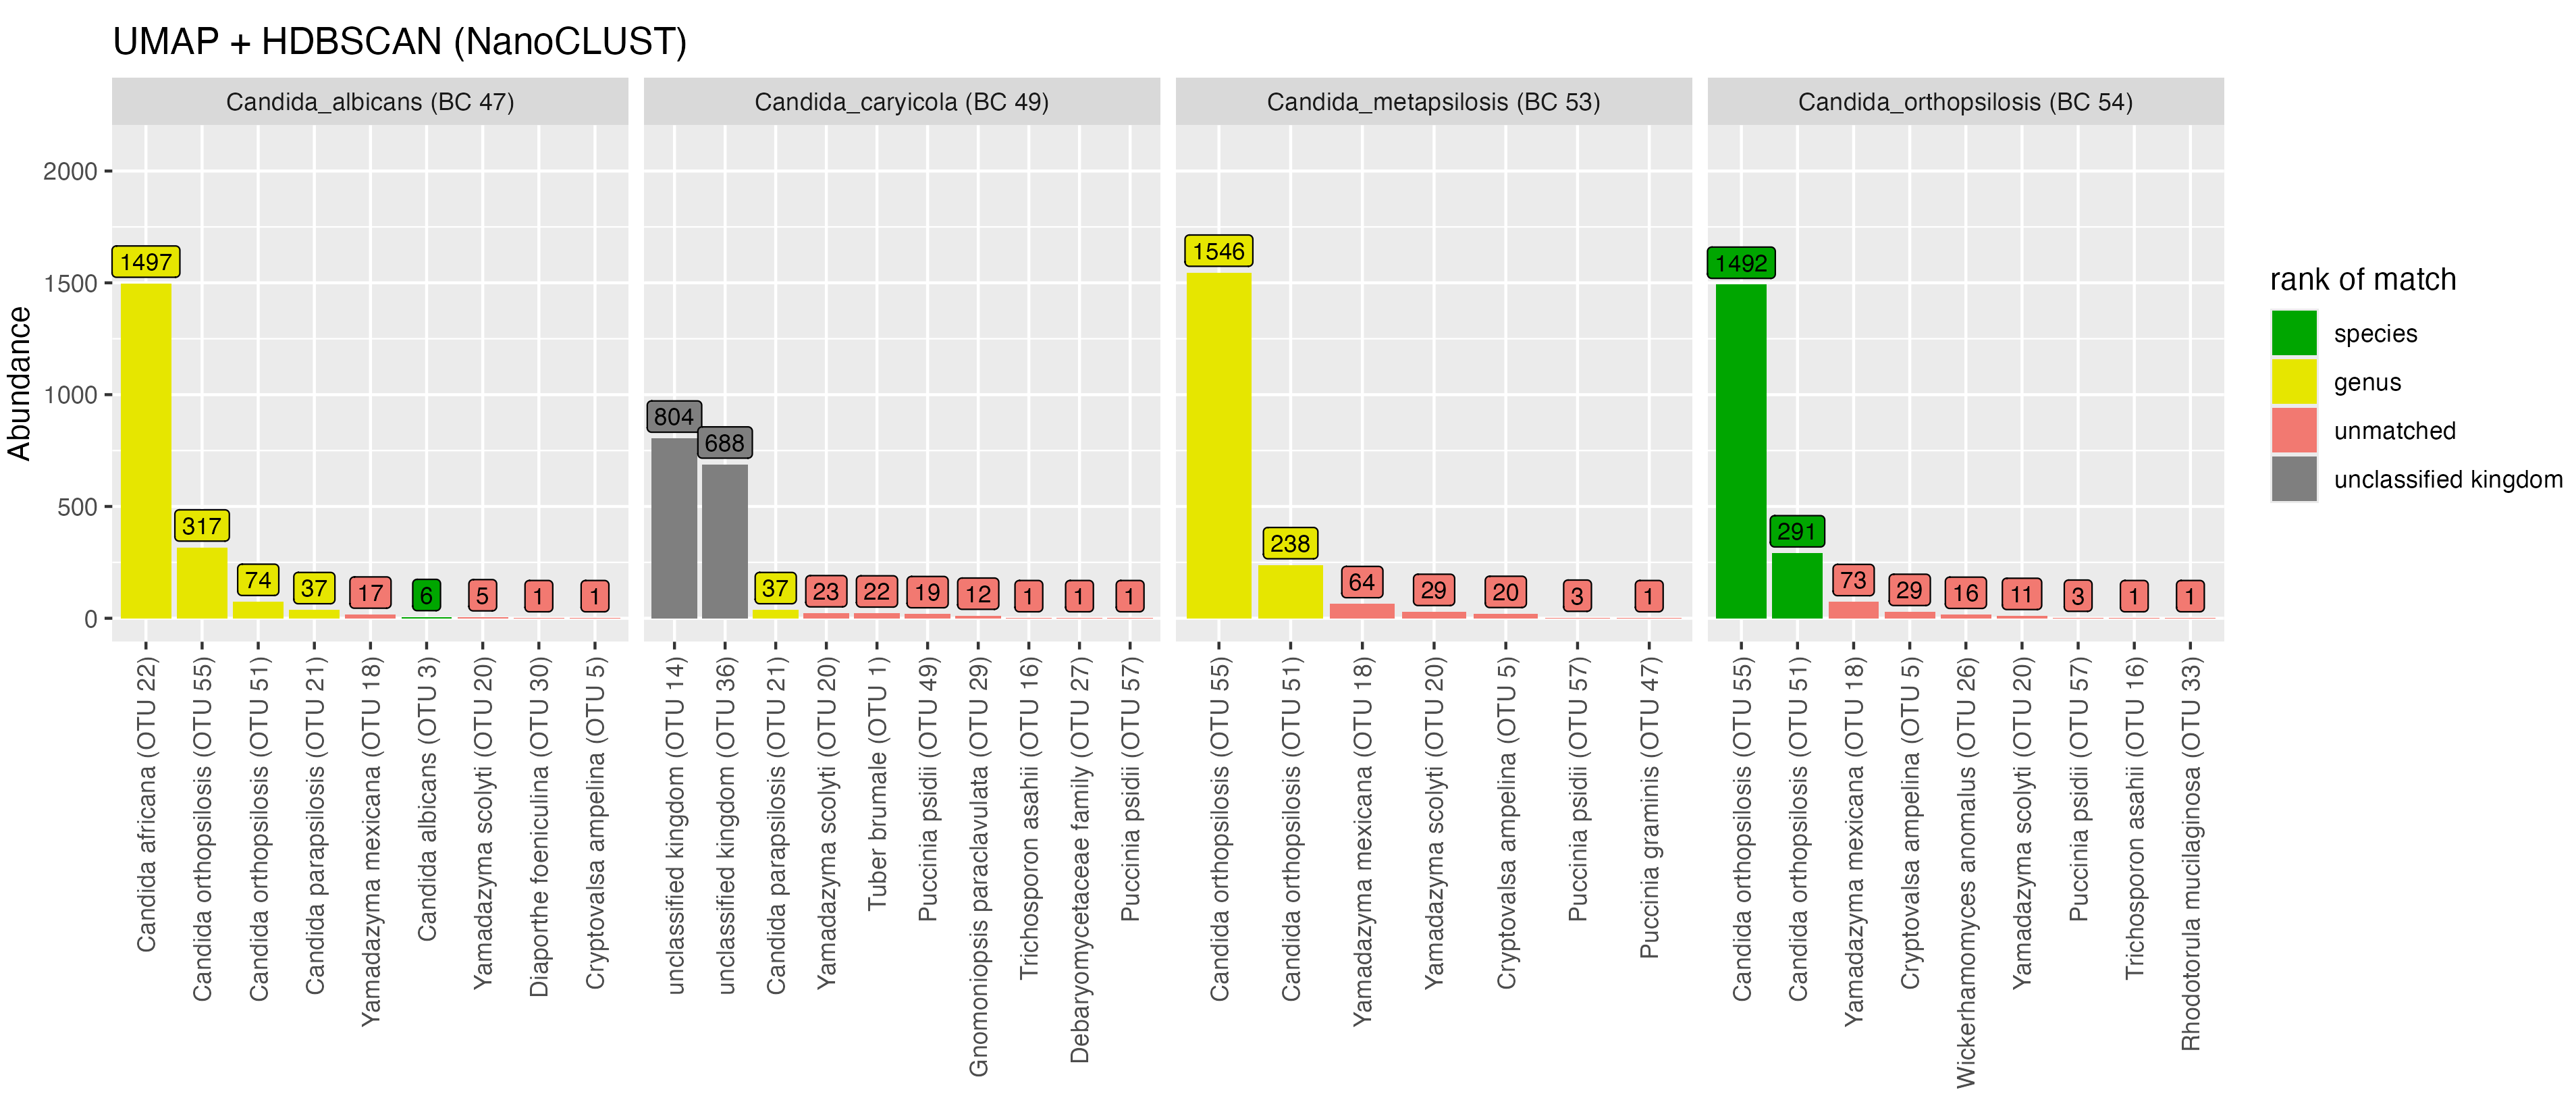 UMAP + HDBSCAN (NanoCLUST)
Candida_albicans (BC 47)
Candida_caryicola (BC 49)
Candida_metapsilosis (BC 53)
Candida_orthopsilosis (BC 54)
Abundance
2000
1500
1000
500
0
1497
317
74
37
17
6
5
1
1
804
688
37
23
22
19
12
1
1
1
1546
238
64
29
20
3
1
1492
291
73
29
16
11
3
1
1
Candida africana (OTU 22)
Candida orthopsilosis (OTU 55)
Candida orthopsilosis (OTU 51)
Candida parapsilosis (OTU 21)
Yamadazyma mexicana (OTU 18)
Candida albicans (OTU 3)
Yamadazyma scolyti (OTU 20)
Diaporthe foeniculina (OTU 30)
Cryptovalsa ampelina (OTU 5)
unclassified kingdom (OTU 14)
unclassified kingdom (OTU 36)
Candida parapsilosis (OTU 21)
Yamadazyma scolyti (OTU 20)
Tuber brumale (OTU 1)
Puccinia psidii (OTU 49)
Gnomoniopsis paraclavulata (OTU 29)
Trichosporon asahii (OTU 16)
Debaryomycetaceae family (OTU 27)
Puccinia psidii (OTU 57)
Candida orthopsilosis (OTU 55)
Candida orthopsilosis (OTU 51)
Yamadazyma mexicana (OTU 18)
Yamadazyma scolyti (OTU 20)
Cryptovalsa ampelina (OTU 5)
Puccinia psidii (OTU 57)
Puccinia graminis (OTU 47)
Candida orthopsilosis (OTU 55)
Candida orthopsilosis (OTU 51)
Yamadazyma mexicana (OTU 18)
Cryptovalsa ampelina (OTU 5)
Wickerhamomyces anomalus (OTU 26)
Yamadazyma scolyti (OTU 20)
Puccinia psidii (OTU 57)
Trichosporon asahii (OTU 16)
Rhodotorula mucilaginosa (OTU 33)
rank of match
species
genus
unmatched
unclassified kingdom